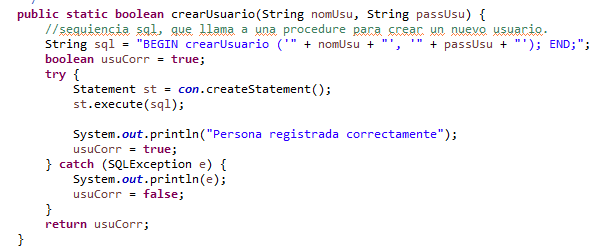 public static boolean crearUsuario(String nomUsu, String passUsu) {
//sequiencia sql, que llama a una procedure para crear un nuevo usuario.
String sql = "BEGIN crearUsuario ('" + nomUsu + "', '" + passUsu + "'); END;";
boolean usuCorr = true;
try {
Statement st = con.createStatement();
st.execute(sql);
System.out.println("Persona registrada correctamente");
usuCorr = true;
} catch (SQLException e) {
System.out.println(e);
usuCorr = false;
}
return usuCorr;
}